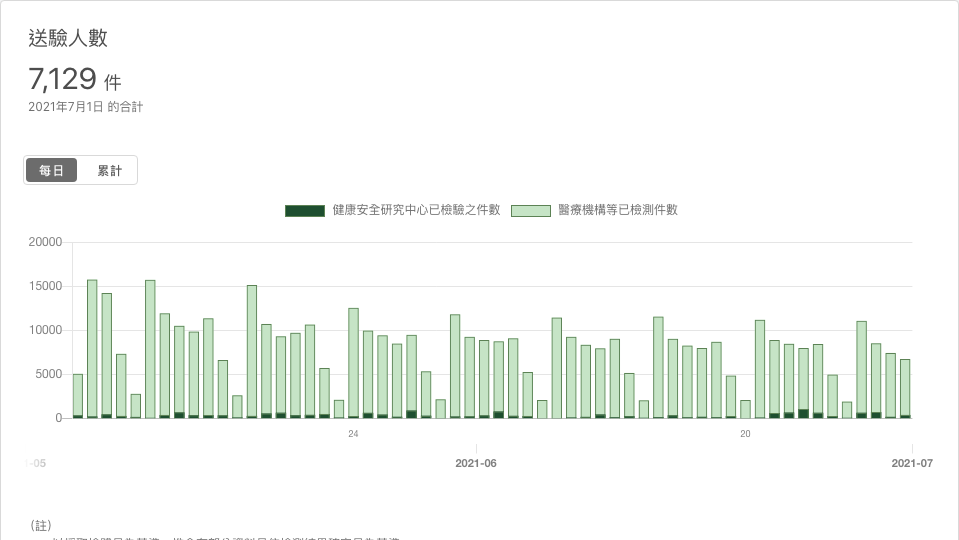 送驗人數
7,129 件
2021年7月1日 的合計
每日 累計
健康安全研究中心已檢驗之件數 醫療機構等已檢測件數
20000
15000
10000
5000
0
24 20
-05 2021-06 2021-07
(註)